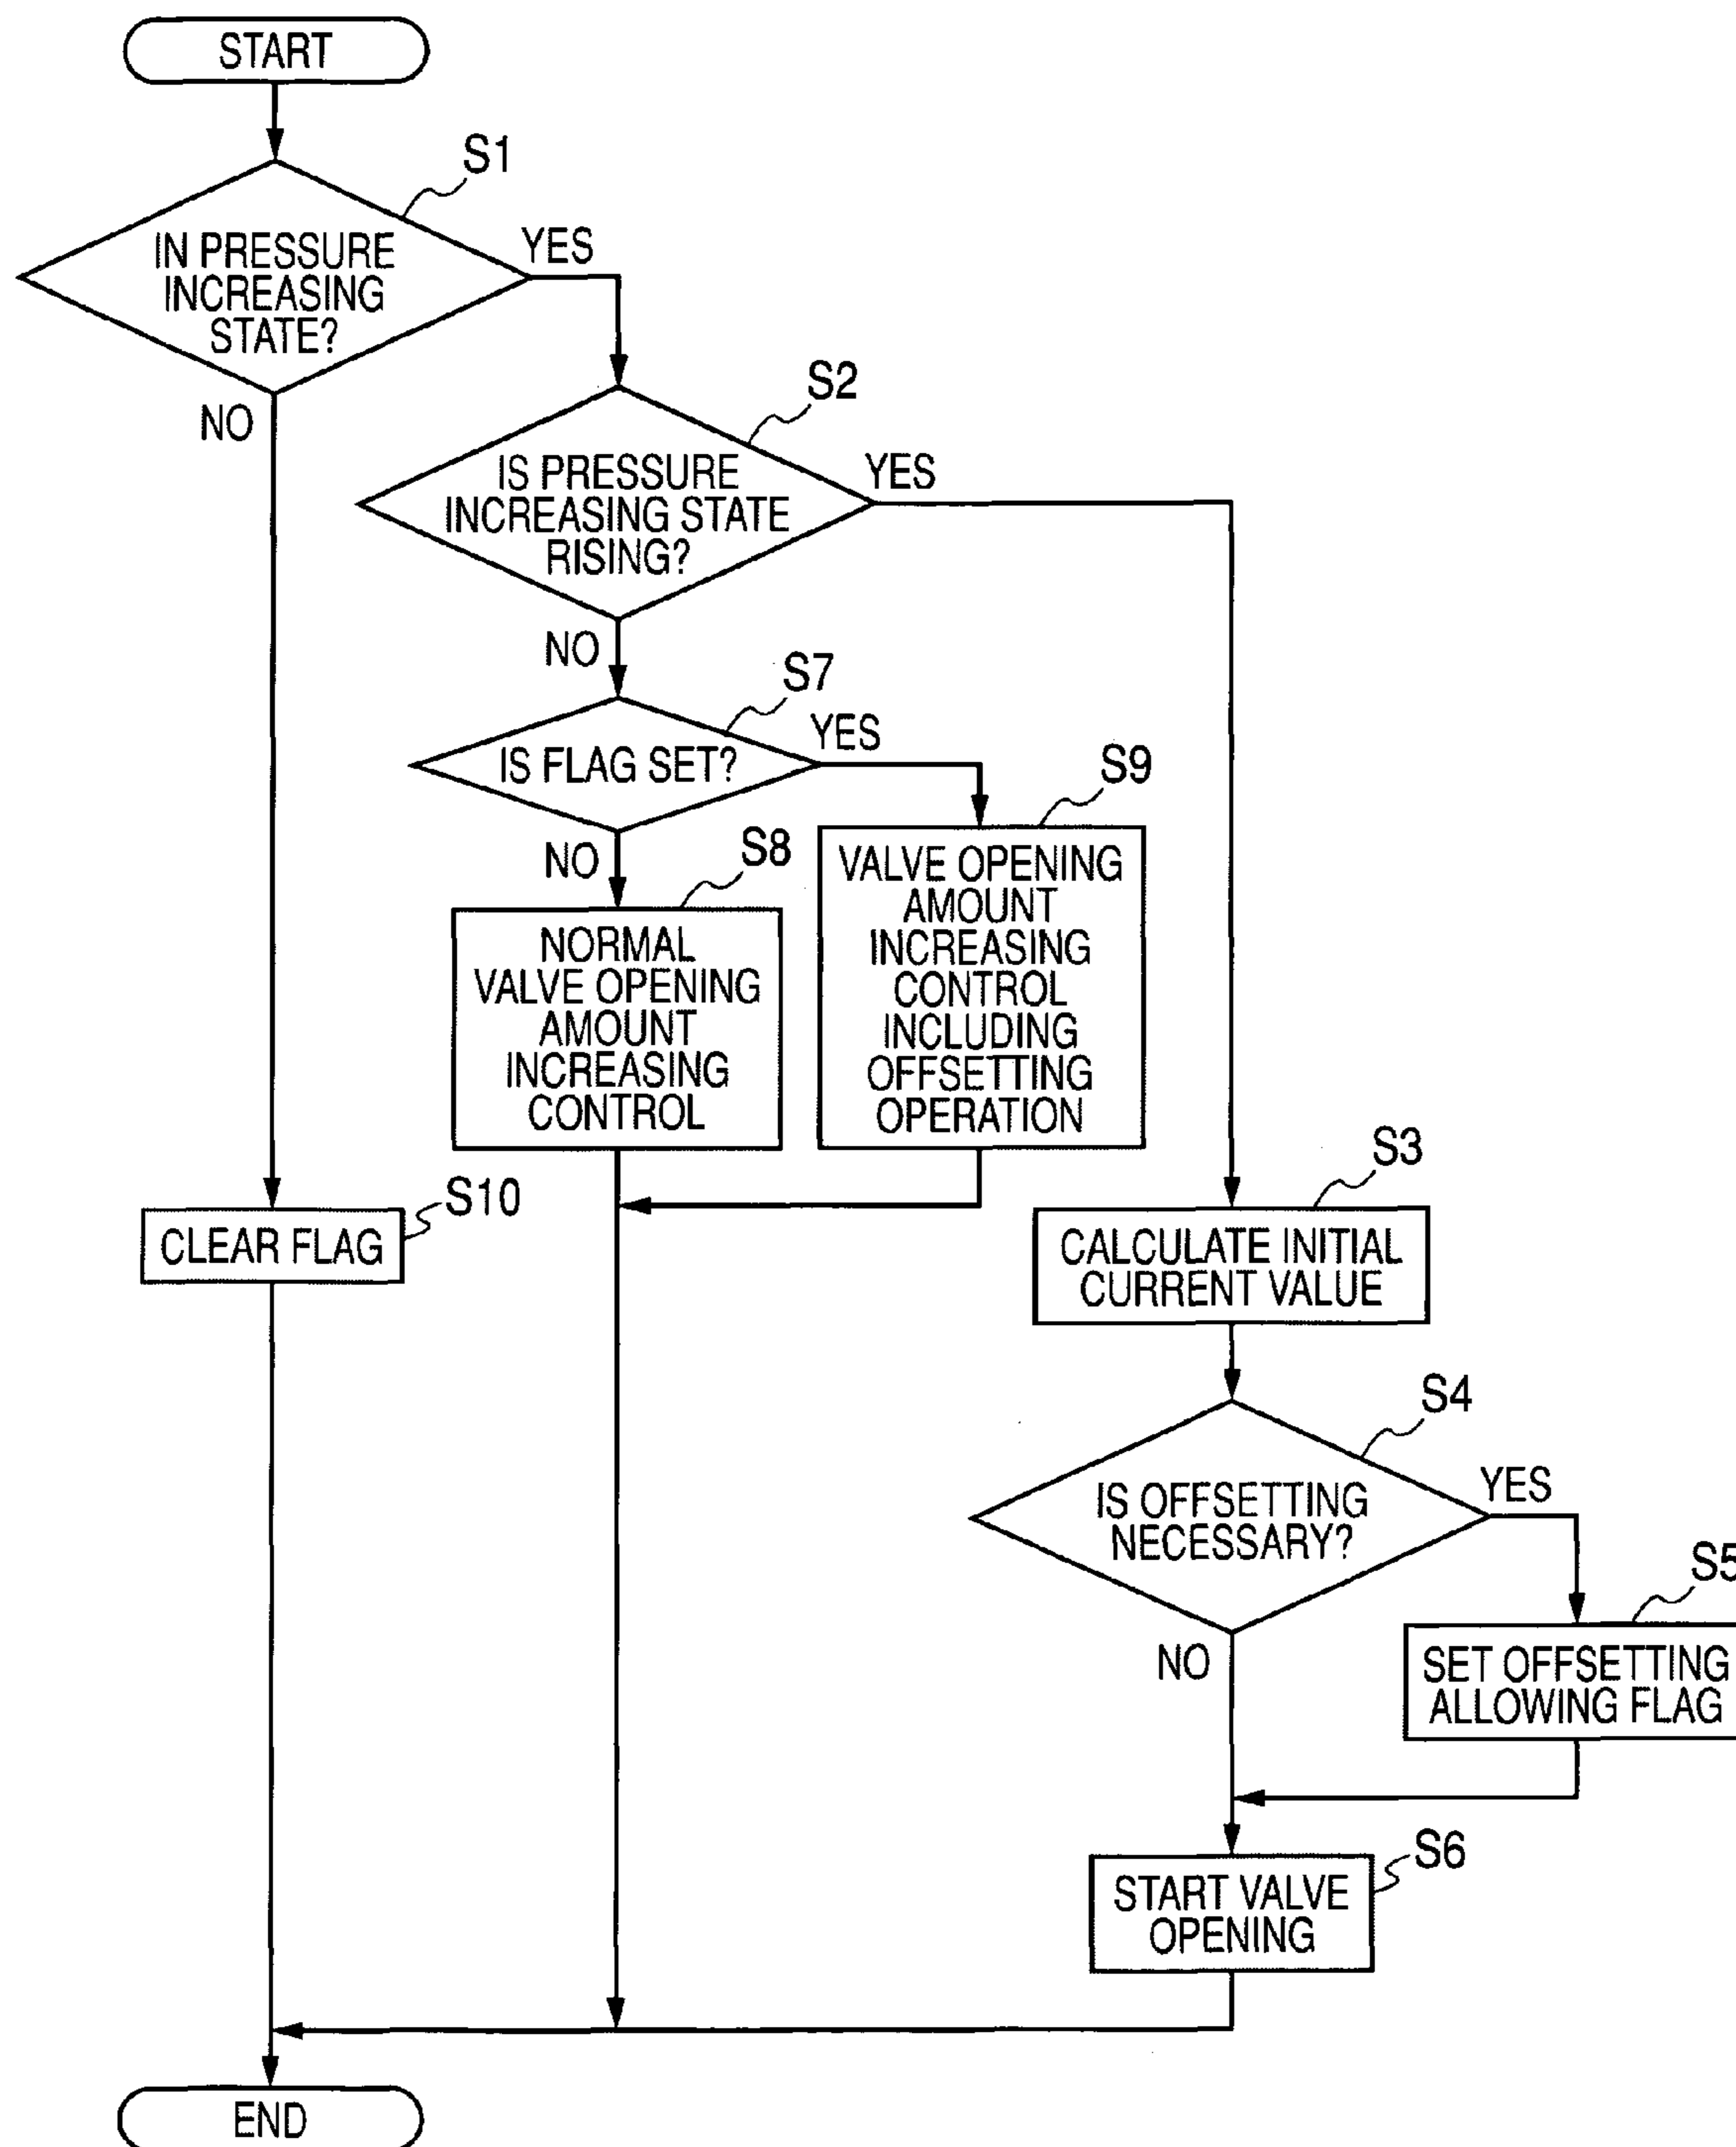 START
S1
IN PRESSURE
INCREASING
STATE?
YES
NO
S2
IS PRESSURE
INCREASING STATE
RISING?
YES
NO
S7
IS FLAG SET?
YES
NO
S9
VALVE OPENING
AMOUNT
INCREASING
CONTROL
INCLUDING
OFFSETTING
OPERATION
S8
NORMAL
VALVE OPENING
AMOUNT
INCREASING
CONTROL
S10
CLEAR FLAG
S3
CALCULATE INITIAL
CURRENT VALUE
S4
IS OFFSETTING
NECESSARY?
YES
NO
S5
SET OFFSETTING
ALLOWING FLAG
S6
START VALVE
OPENING
END